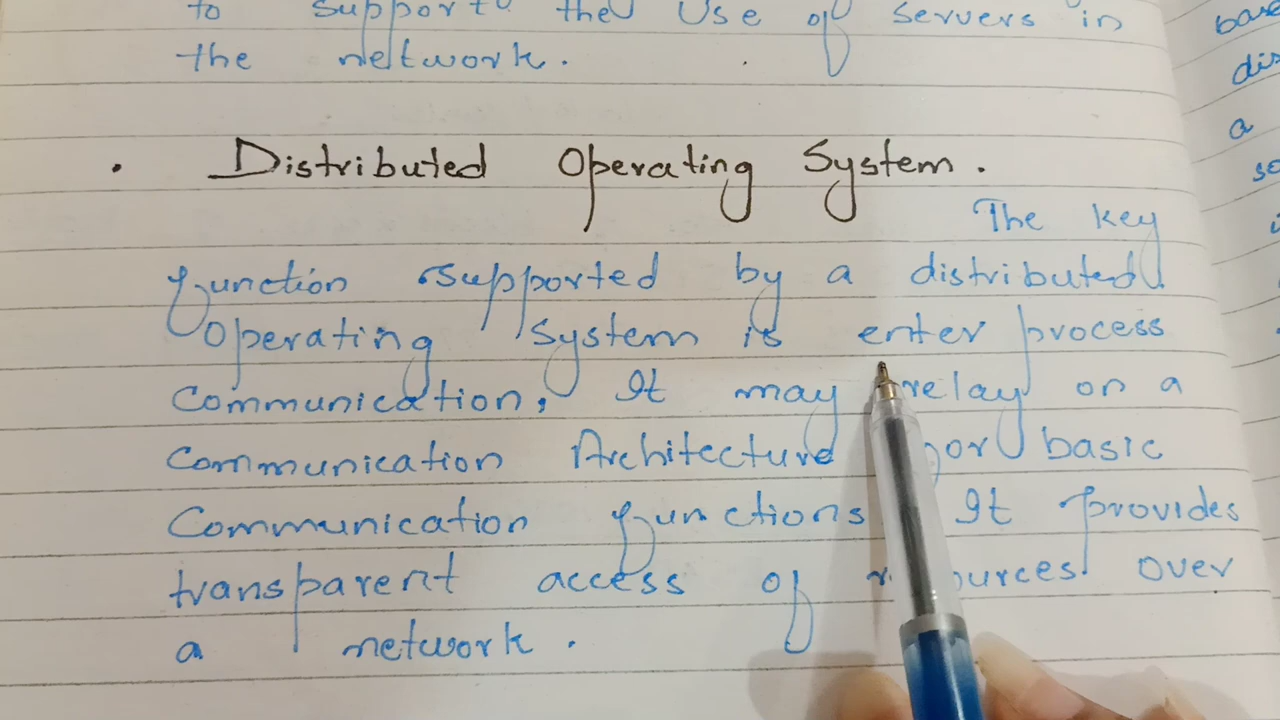 to support the Use of servers in
the network.
• Distributed Operating System.
The key
function supported by a distributed
Operating System is enter process
Communication, It may relay on a
Communication Architecture for basic
Communication functions. It provides
transparent access of resources over
a network.
a